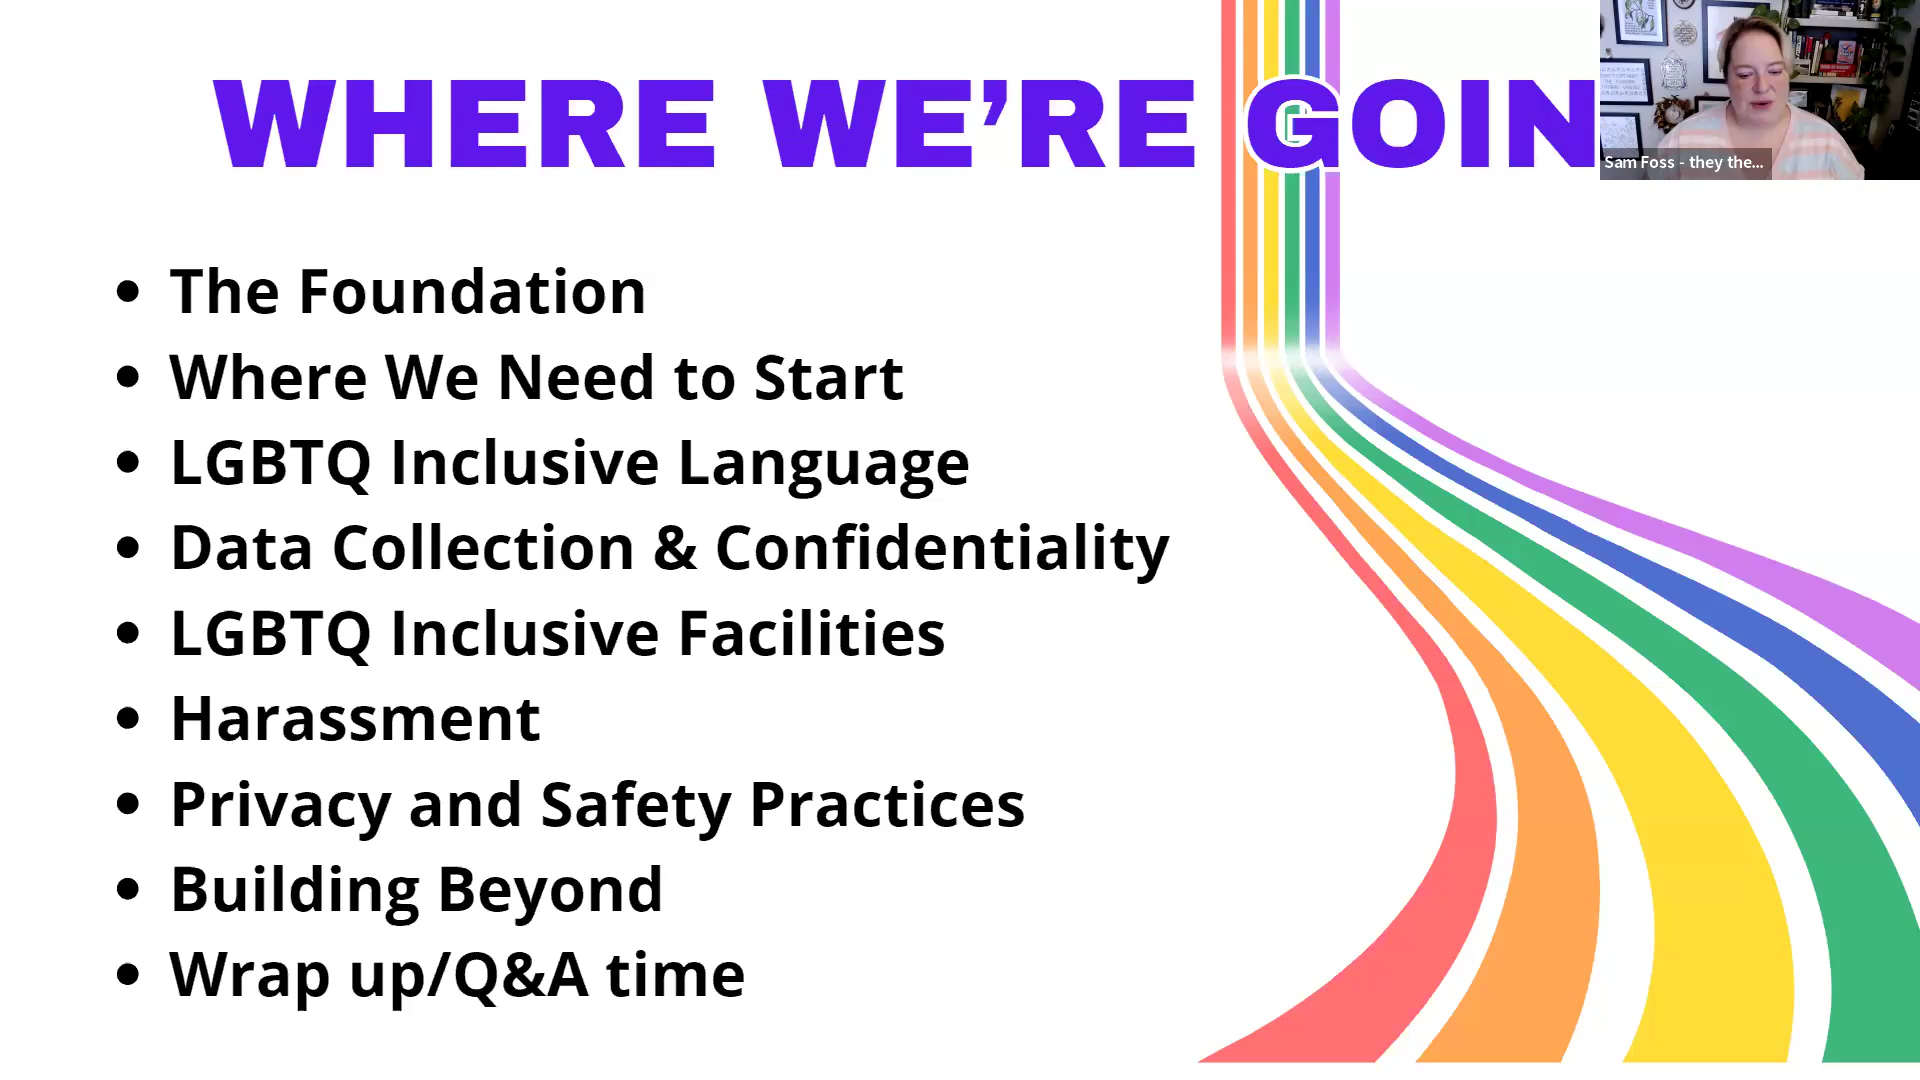 WHERE WE'RE GOIN
Sam Foss - they the...
• The Foundation
• Where We Need to Start
• LGBTQ Inclusive Language
• Data Collection & Confidentiality
• LGBTQ Inclusive Facilities
• Harassment
• Privacy and Safety Practices
• Building Beyond
• Wrap up/Q&A time